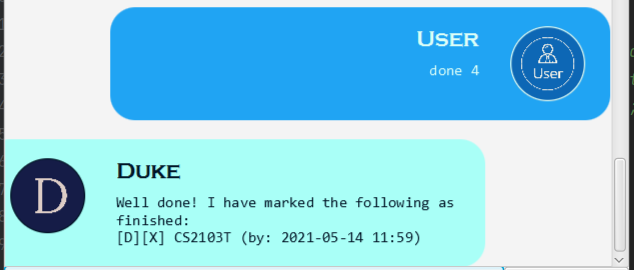 User
done 4
User
D
Duke
Well done! I have marked the following as
finished:
[D][X] CS2103T (by: 2021-05-14 11:59)